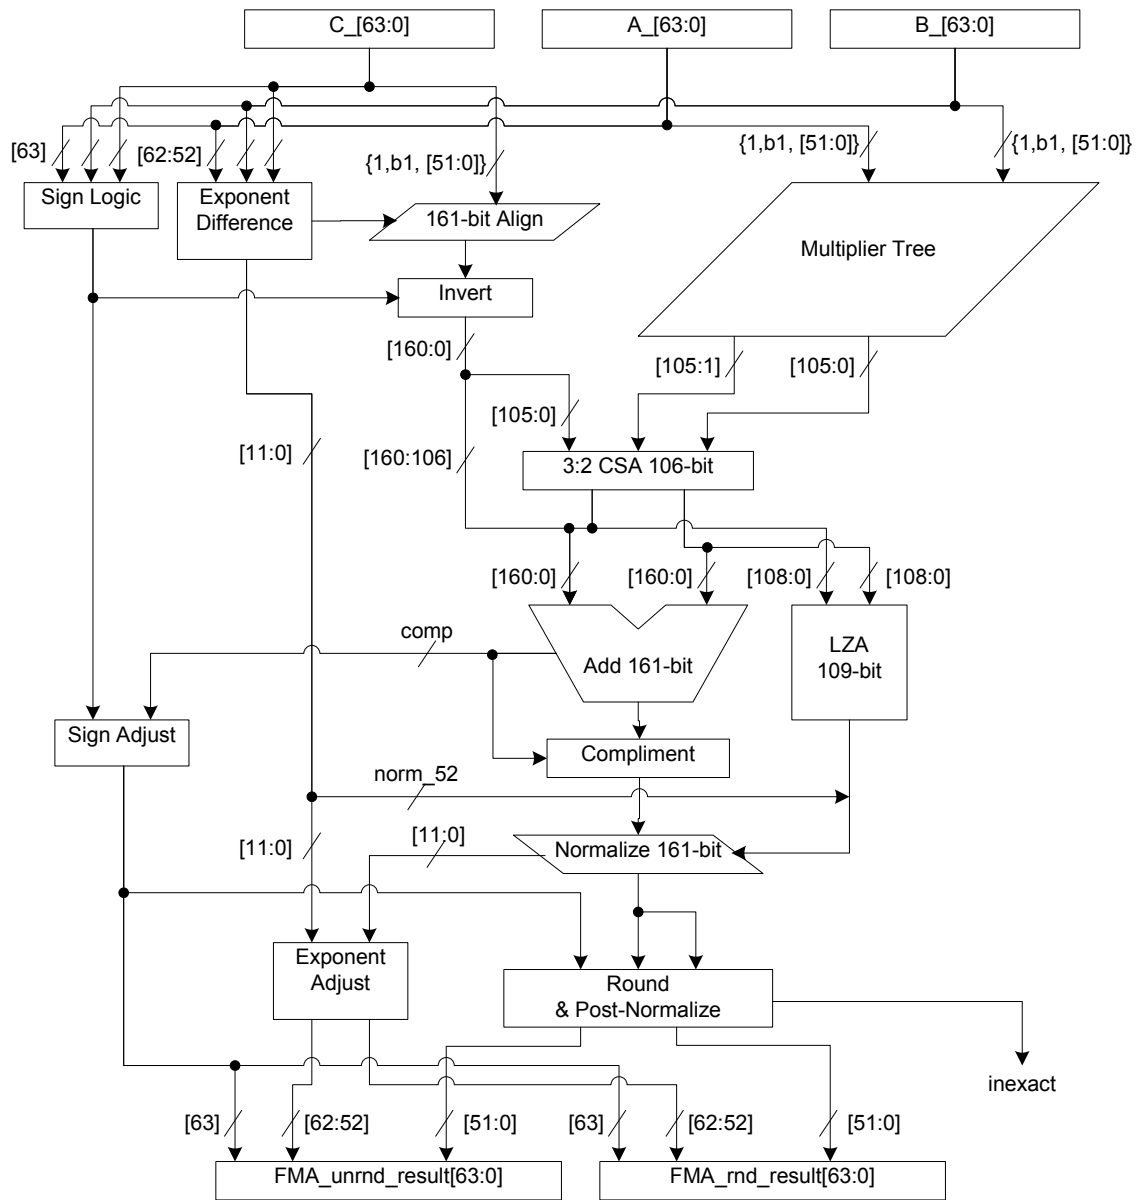 C_[63:0]
A_[63:0]
B_[63:0]
[63]
[62:52]
{1,b1, [51:0]}
{1,b1, [51:0]}
{1,b1, [51:0]}
Sign Logic
Exponent
Difference
161-bit Align
Multiplier Tree
Invert
[160:0]
[105:1]
[105:0]
[105:0]
[11:0]
[160:106]
3:2 CSA 106-bit
[160:0]
[160:0]
[108:0]
[108:0]
comp
Add 161-bit
LZA
109-bit
Sign Adjust
Compliment
norm_52
[11:0]
[11:0]
Normalize 161-bit
Exponent
Adjust
Round
& Post-Normalize
inexact
[63]
[62:52]
[51:0]
[63]
[62:52]
[51:0]
FMA_unrnd_result[63:0]
FMA_rnd_result[63:0]